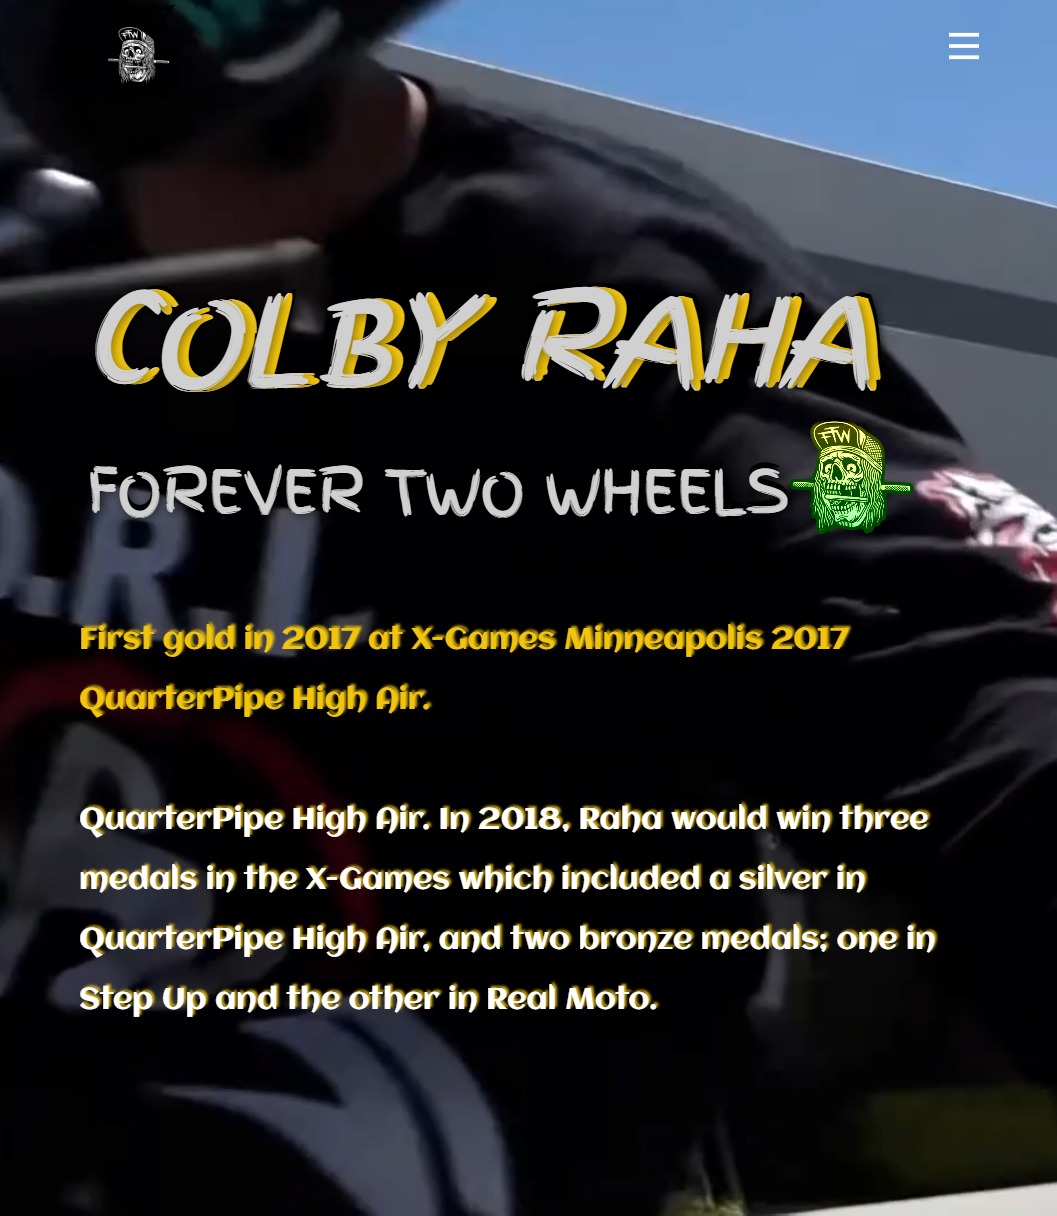 FTW
COLBY RAHA
FTW
FOREVER TWO WHEELS
D.R.I.
First gold in 2017 at X-Games Minneapolis 2017
QuarterPipe High Air.
QuarterPipe High Air. In 2018, Raha would win three
medals in the X-Games which included a silver in
QuarterPipe High Air, and two bronze medals; one in
Step Up and the other in Real Moto.